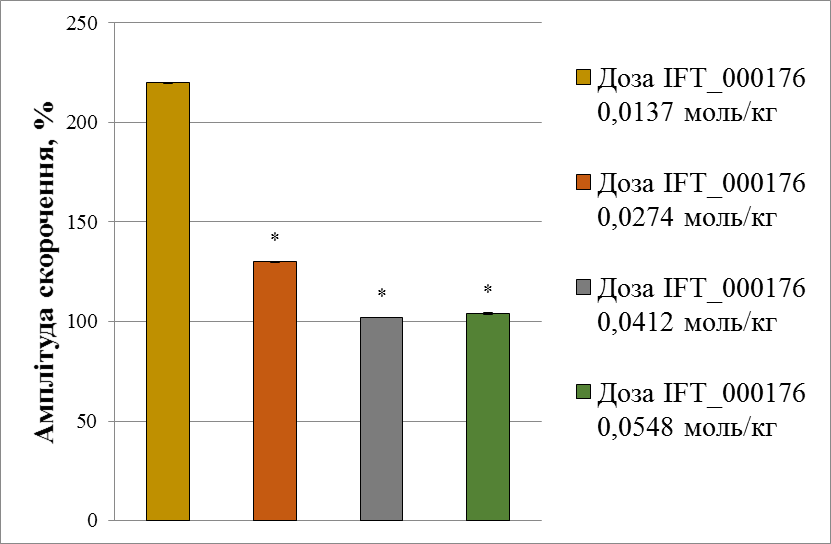 Амплітуда скорочення, %
250
200
150
100
50
0
*
*
*
Доза IFT_000176
0,0137 моль/кг
Доза IFT_000176
0,0274 моль/кг
Доза IFT_000176
0,0412 моль/кг
Доза IFT_000176
0,0548 моль/кг